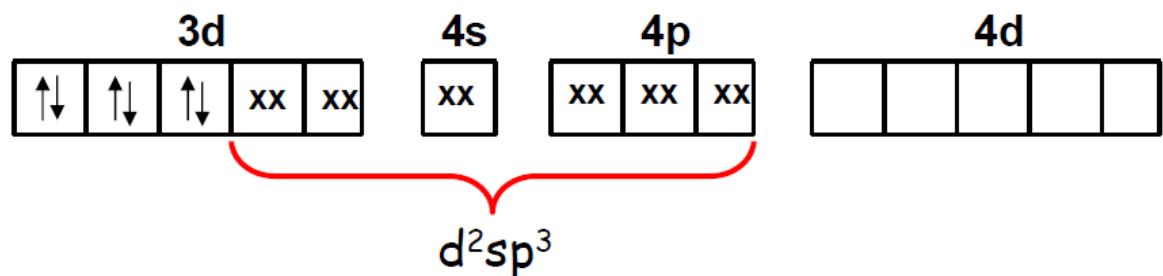 3d 4s 4p 4d
↑↓ ↑↓ ↑↓ xx xx xx xx xx xx
d²sp³